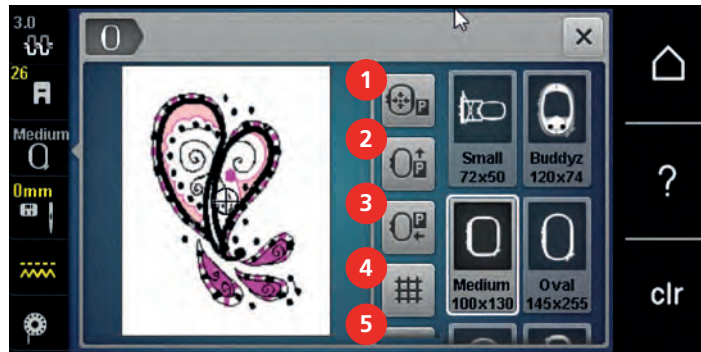 3.0
26
Medium
0mm
1
2
3
4
5
P
P
P
Small
72x50
Buddyz
120x74
Medium
100x130
Oval
145x255
?
clr